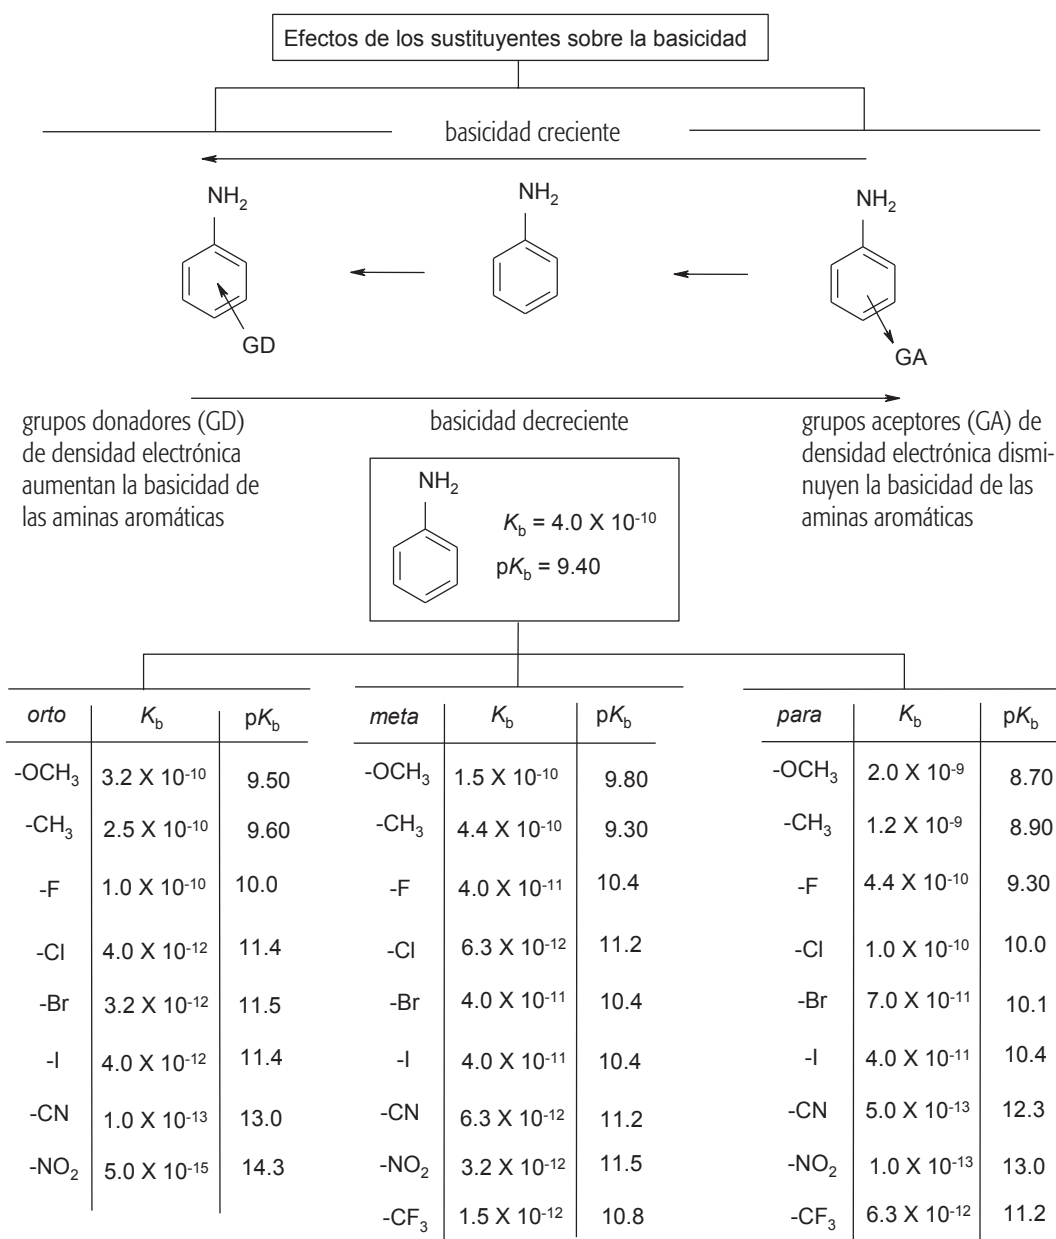 Efectos de los sustituyentes sobre la basicidad
basicidad creciente
NH2
NH2
NH2
GD
GA
grupos donadores (GD)
de densidad electrónica
aumentan la basicidad de
las aminas aromáticas
basicidad decreciente
grupos aceptores (GA) de
densidad electrónica dismi-
nuyen la basicidad de las
aminas aromáticas
NH2
Kb = 4.0 X 10-10
pKb = 9.40
orto Kb pKb
-OCH3 3.2 X 10-10 9.50
-CH3 2.5 X 10-10 9.60
-F 1.0 X 10-10 10.0
-Cl 4.0 X 10-12 11.4
-Br 3.2 X 10-12 11.5
-I 4.0 X 10-12 11.4
-CN 1.0 X 10-13 13.0
-NO2 5.0 X 10-15 14.3
meta Kb pKb
-OCH3 1.5 X 10-10 9.80
-CH3 4.4 X 10-10 9.30
-F 4.0 X 10-11 10.4
-Cl 6.3 X 10-12 11.2
-Br 4.0 X 10-11 10.4
-I 4.0 X 10-11 10.4
-CN 6.3 X 10-12 11.2
-NO2 3.2 X 10-12 11.5
-CF3 1.5 X 10-12 10.8
para Kb pKb
-OCH3 2.0 X 10-9 8.70
-CH3 1.2 X 10-9 8.90
-F 4.4 X 10-10 9.30
-Cl 1.0 X 10-10 10.0
-Br 7.0 X 10-11 10.1
-I 4.0 X 10-11 10.4
-CN 5.0 X 10-13 12.3
-NO2 1.0 X 10-13 13.0
-CF3 6.3 X 10-12 11.2